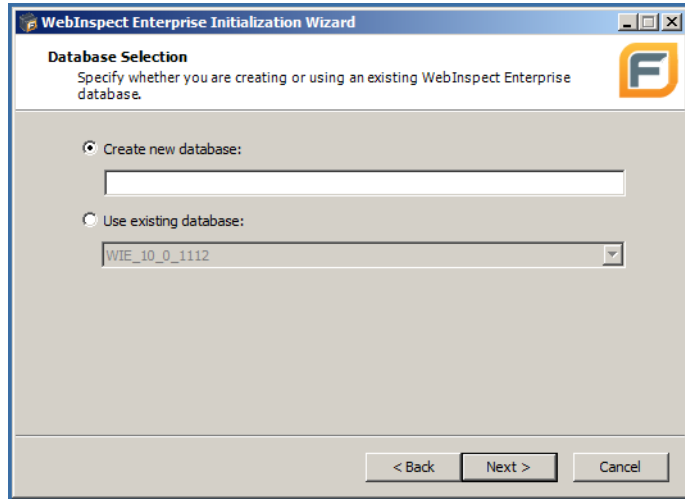 WebInspect Enterprise Initialization Wizard
Database Selection
Specify whether you are creating or using an existing WebInspect Enterprise
database.
F
Create new database:
Use existing database:
WIE_10_0_1112
< Back Next > Cancel